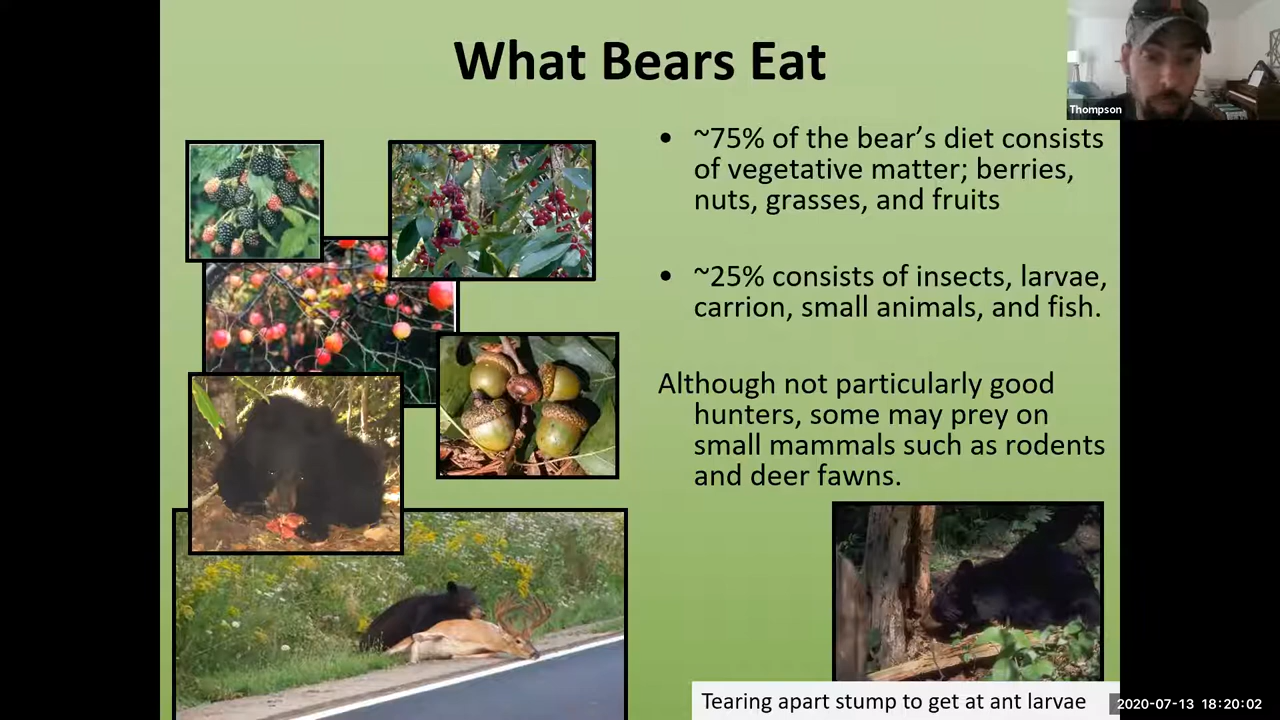 What Bears Eat
Thompson
• ~75% of the bear’s diet consists
of vegetative matter; berries,
nuts, grasses, and fruits
• ~25% consists of insects, larvae,
carrion, small animals, and fish.
Although not particularly good
hunters, some may prey on
small mammals such as rodents
and deer fawns.
Tearing apart stump to get at ant larvae
2020-07-13 18:20:02